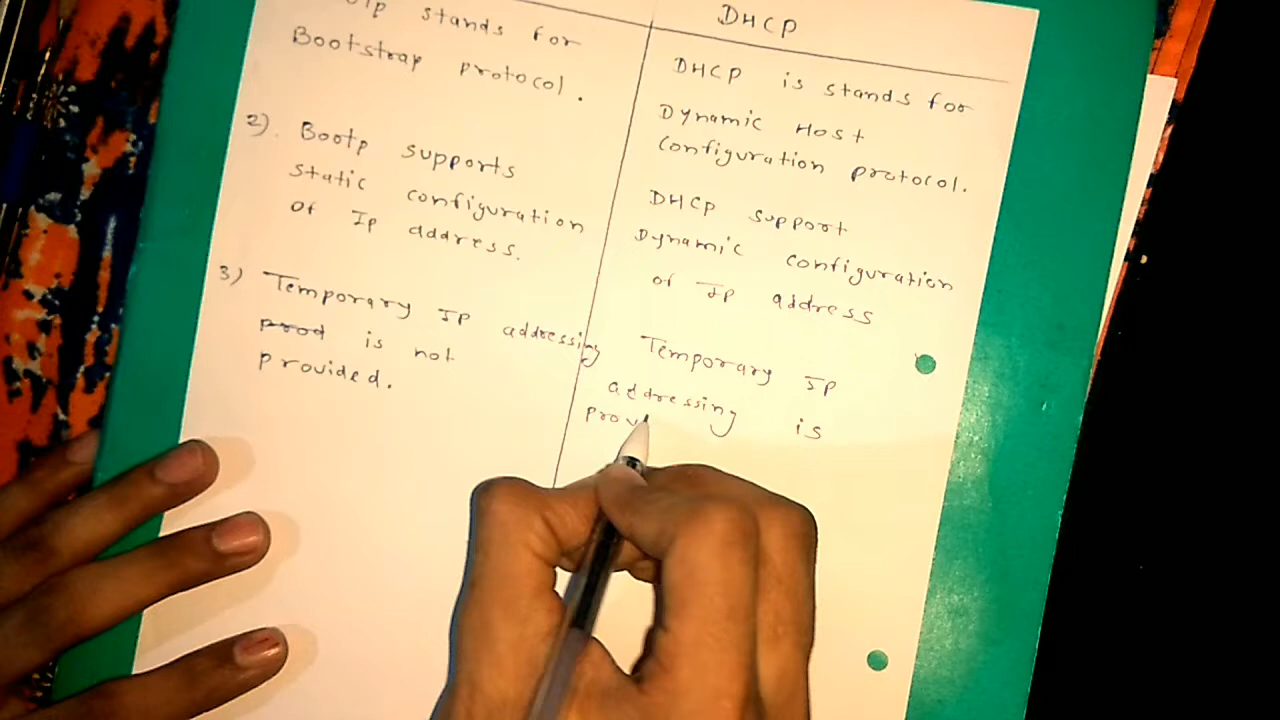 DHCP
stands for
Bootstrap protocol.
2). Bootp supports
static configuration
of Ip address.
3) Temporary IP addressing
prod is not
provided.
DHCP is stands for
Dynamic Host
configuration protocol.
DHCP support
Dynamic configuration
of Ip address
Temporary IP
addressing is
prov